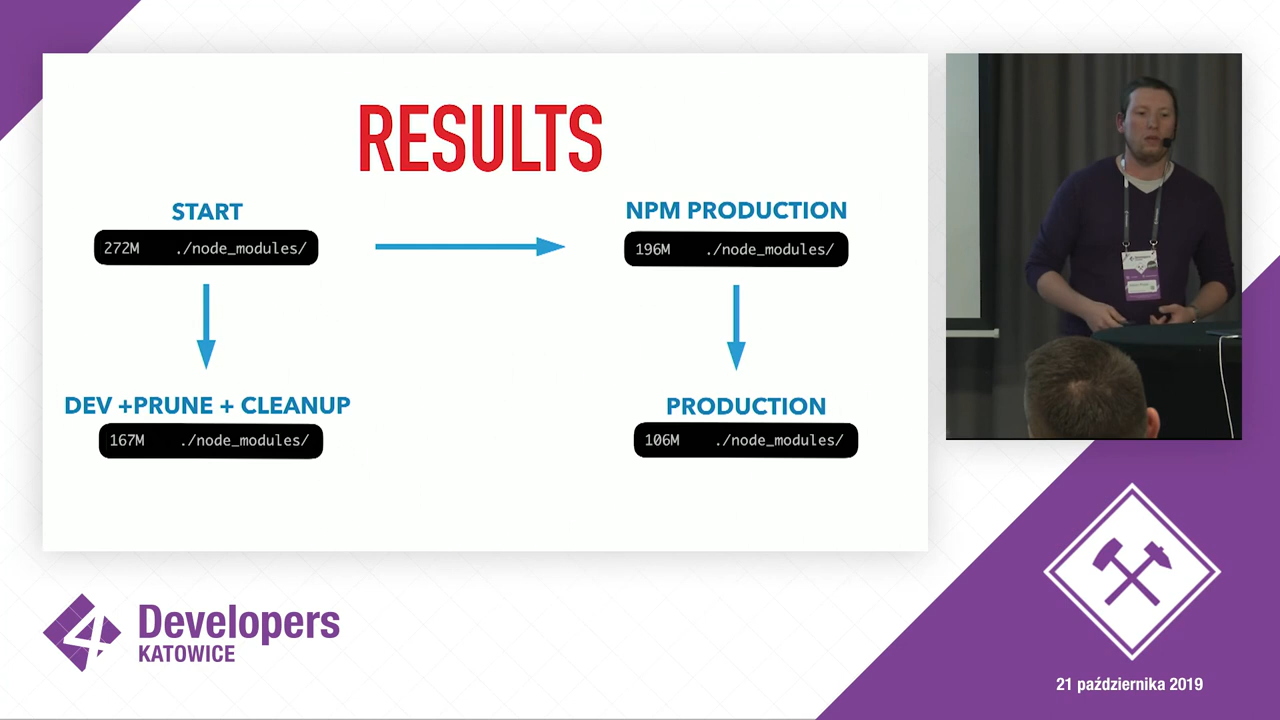 RESULTS
START
272M ./node_modules/
NPM PRODUCTION
196M ./node_modules/
DEV +PRUNE + CLEANUP
167M ./node_modules/
PRODUCTION
106M ./node_modules/
4Developers
KATOWICE
21 października 2019